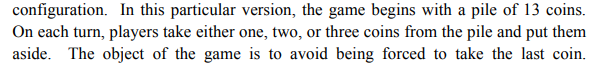 configuration. In this particular version, the game begins with a pile of 13 coins.
On each turn, players take either one, two, or three coins from the pile and put them
aside. The object of the game is to avoid being forced to take the last coin.